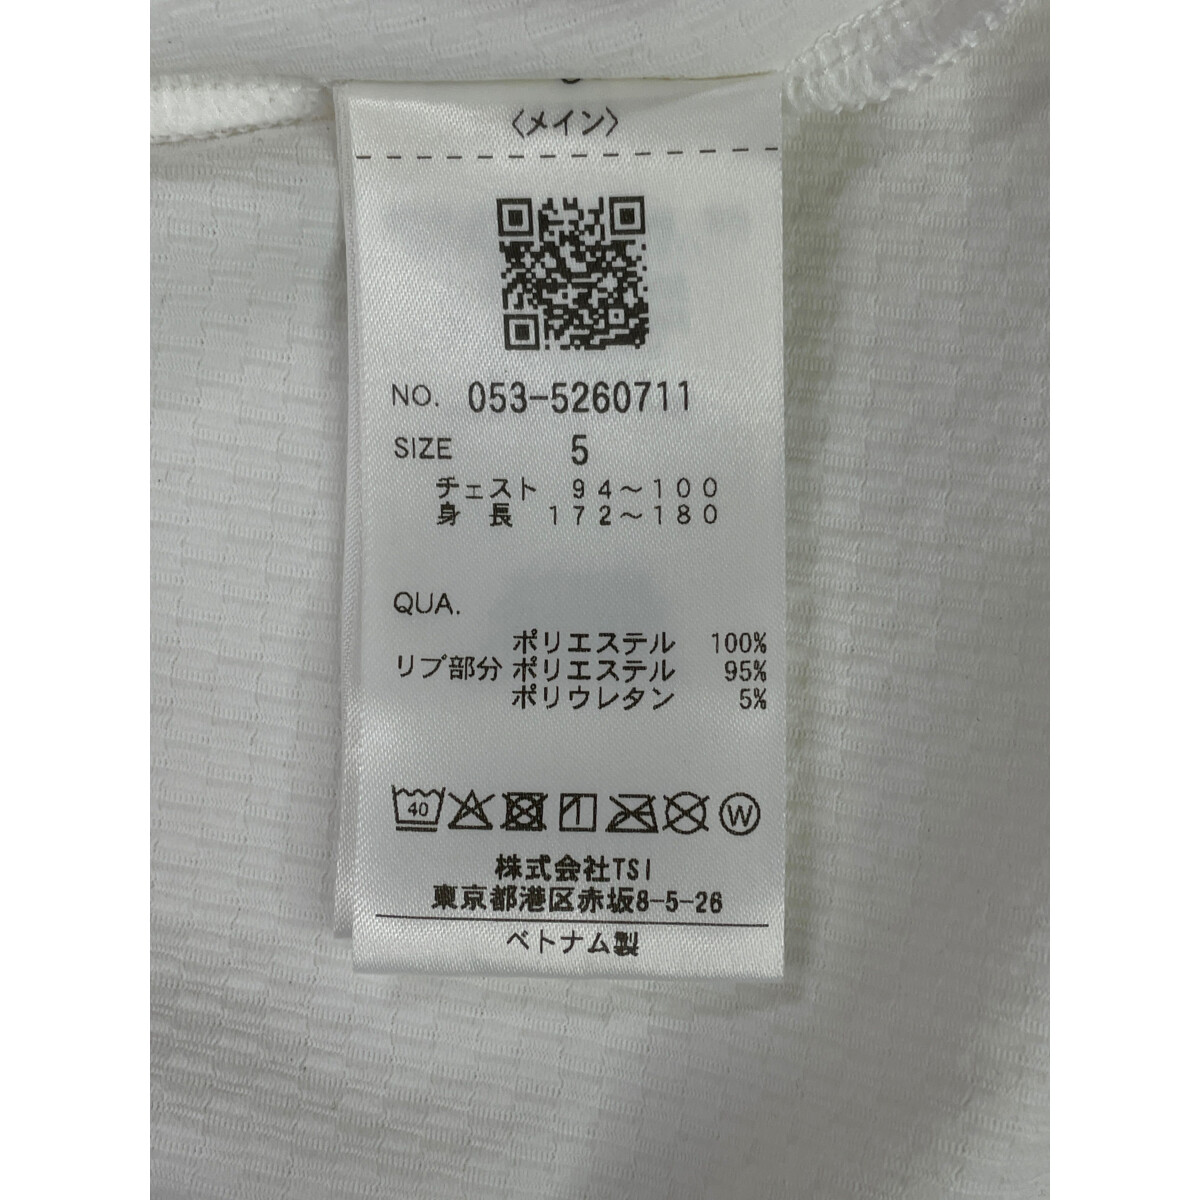 〈メイン〉
NO. 053-5260711
SIZE 5
チェスト 94～100
身 長 172～180
QUA.
ポリエステル 100%
リブ部分 ポリエステル 95%
ポリウレタン 5%
40 W
株式会社TSI
東京都港区赤坂8-5-26
ベトナム製